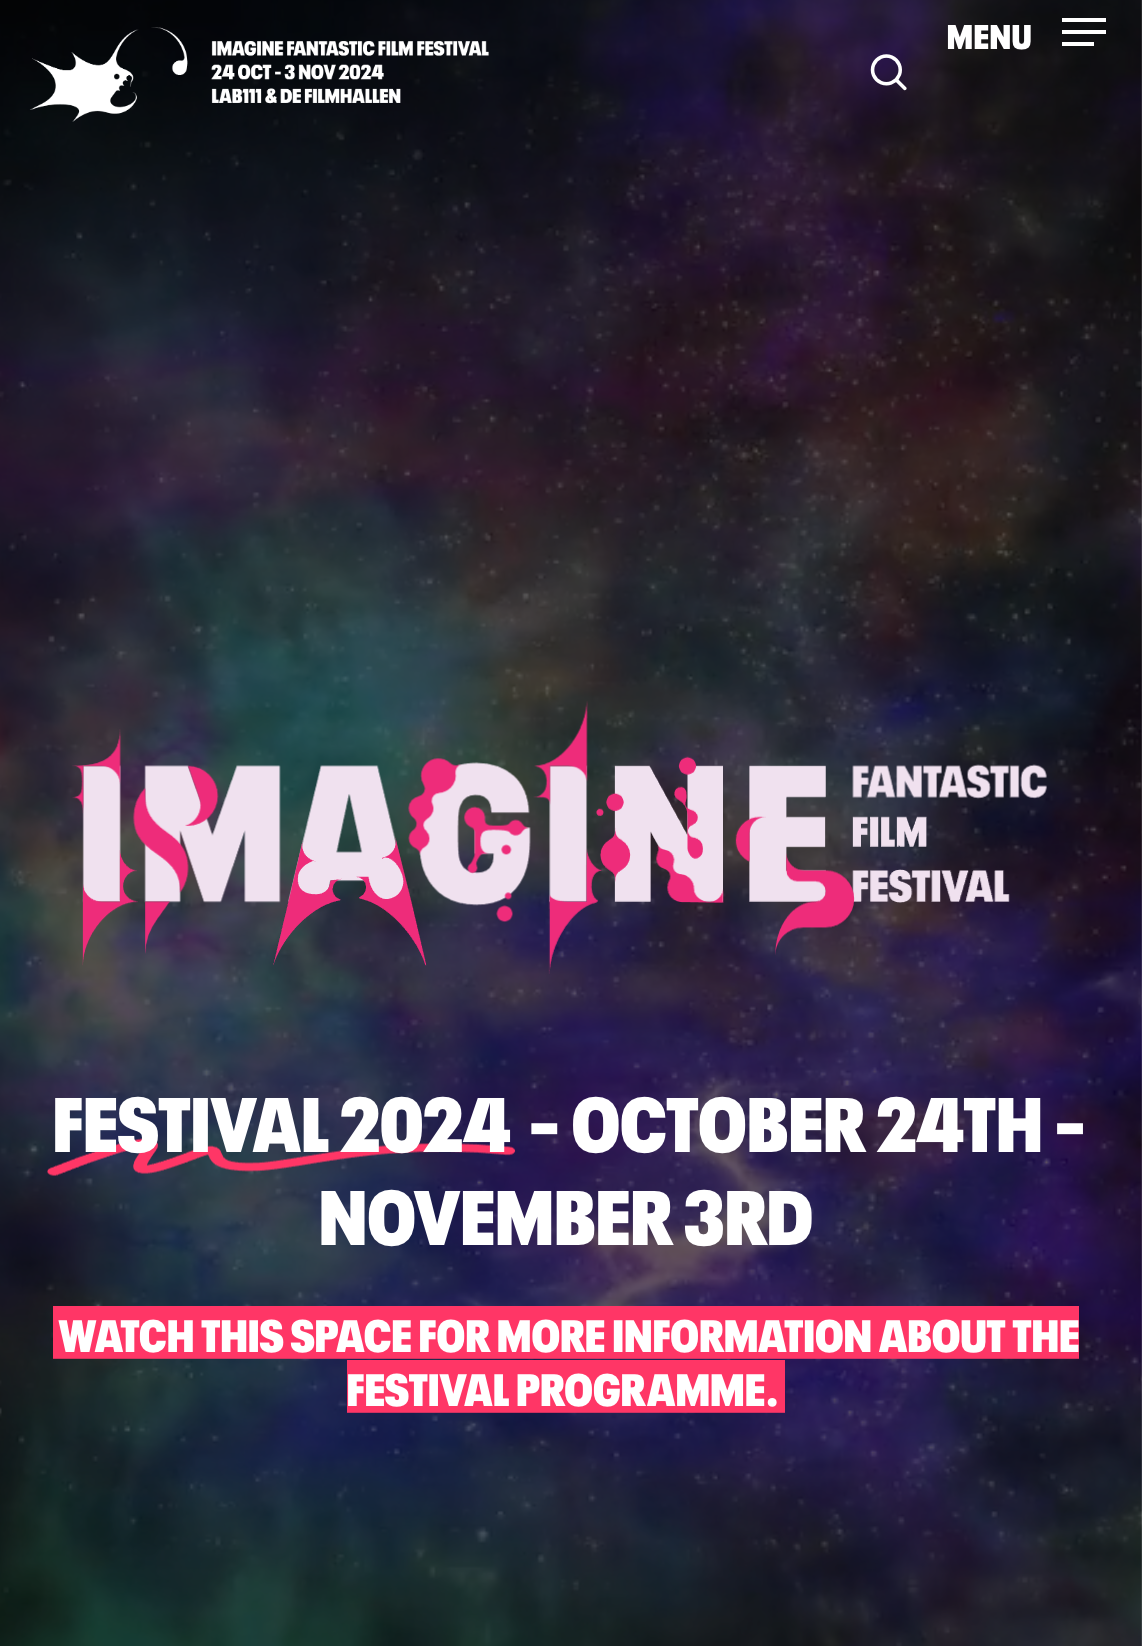 IMAGINE FANTASTIC FILM FESTIVAL
24 OCT - 3 NOV 2024
LAB111 & DE FILMHALLEN
MENU
IMAGINE
FANTASTIC
FILM
FESTIVAL
FESTIVAL 2024 - OCTOBER 24TH -
NOVEMBER 3RD
WATCH THIS SPACE FOR MORE INFORMATION ABOUT THE
FESTIVAL PROGRAMME.